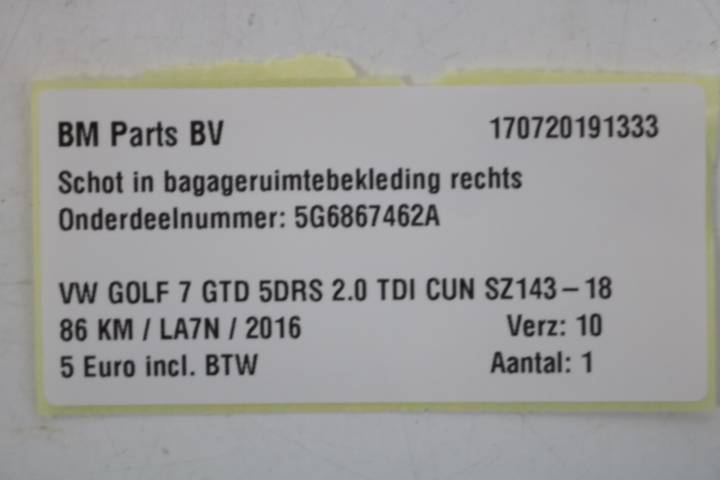 BM Parts BV 170720191333
Schot in bagageruimtebekleding rechts
Onderdeelnummer: 5G6867462A
VW GOLF 7 GTD 5DRS 2.0 TDI CUN SZ143-18
86 KM / LA7N / 2016 Verz: 10
5 Euro incl. BTW Aantal: 1